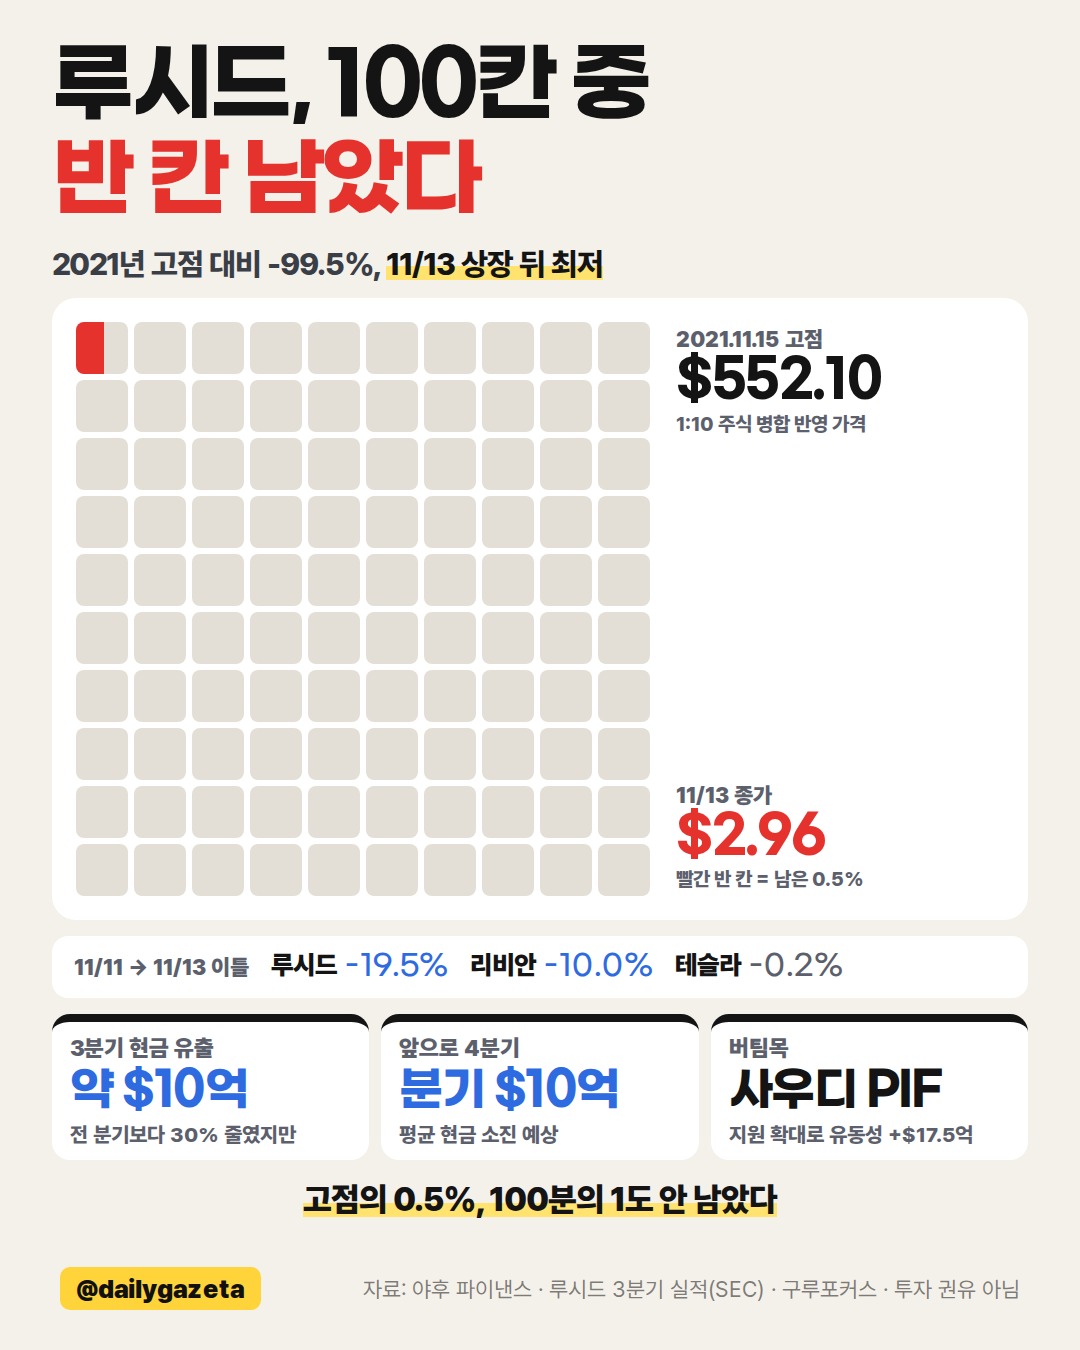 루시드, 100칸 중
반 칸 남았다
2021년 고점 대비 -99.5%, 11/13 상장 뒤 최저
2021.11.15 고점
$552.10
1:10 주식 병합 반영 가격
11/13 종가
$2.96
빨간 반 칸 = 남은 0.5%
11/11 → 11/13 이틀 루시드 -19.5% 리비안 -10.0% 테슬라 -0.2%
3분기 현금 유출
약 $10억
전 분기보다 30% 줄였지만
앞으로 4분기
분기 $10억
평균 현금 소진 예상
버팀목
사우디 PIF
지원 확대로 유동성 +$17.5억
고점의 0.5%, 100분의 1도 안 남았다
@dailygazeta
자료: 야후 파이낸스 · 루시드 3분기 실적(SEC) · 구루포커스 · 투자 권유 아님